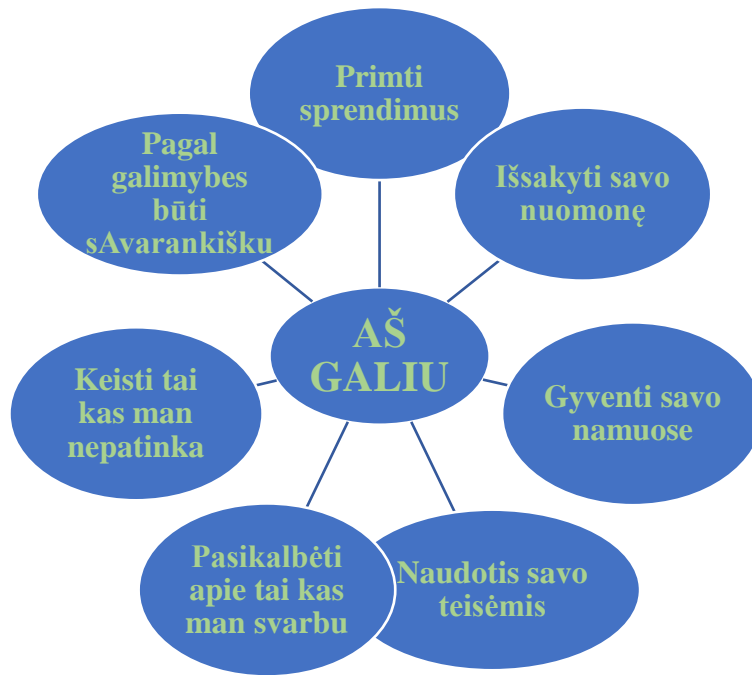 Primti
sprendimus
Išsakyti savo
nuomonę
Gyventi savo
namuose
Naudotis savo
teisėmis
Pasikalbėti
apie tai kas
man svarbu
Keisti tai
kas man
nepatinka
Pagal
galimybes
būti
sAvarankišku
AŠ
GALIU